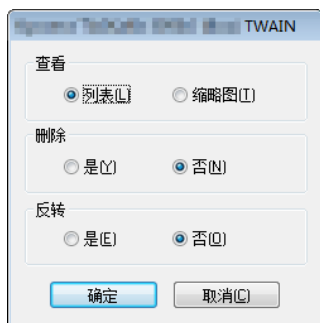 TWAIN
查看
列表(L) 缩略图(T)
删除
是(Y) 否(N)
反转
是(E) 否(O)
确定 取消(C)